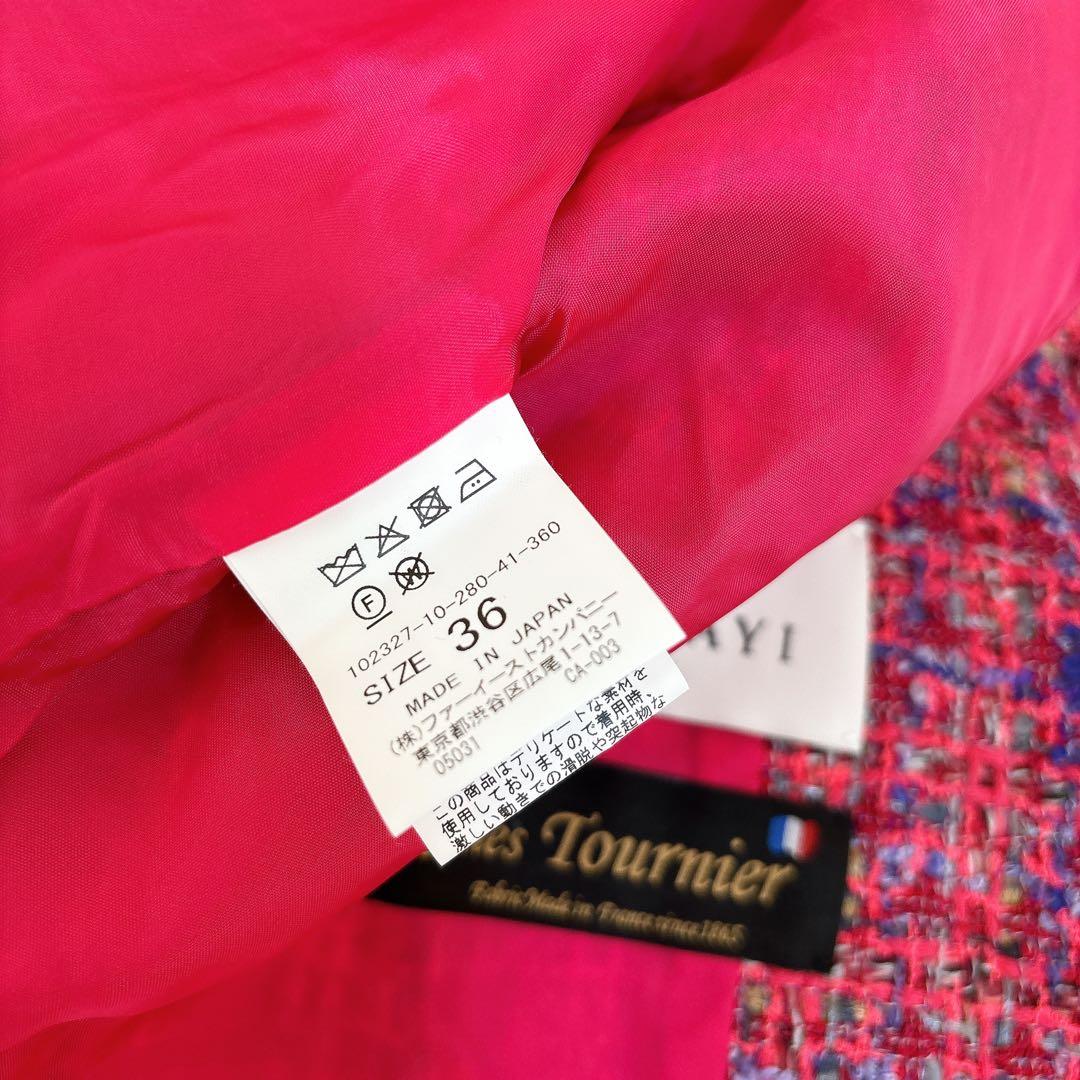 F
W
102327-10-280-41-360
SIZE 36
MADE IN JAPAN
(株)ファーイーストカンパニー
東京都渋谷区広尾1-13-7
05031 CA-003
この商品はデリケートな素材を
使用しておりますので着用時、
激しい動きでの滑脱や突起物な
es Tournier
Fabric Made in France since 1865